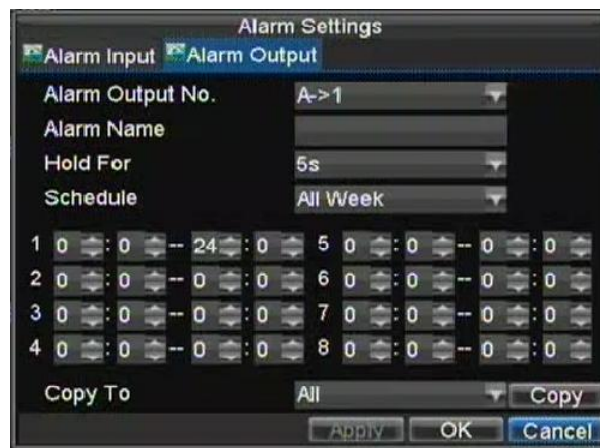 Alarm Settings
Alarm Input Alarm Output
Alarm Output No. A->1
Alarm Name
Hold For 5s
Schedule All Week
1 0 : 0 -- 24 : 0 5 0 : 0 -- 0 : 0
2 0 : 0 -- 0 : 0 6 0 : 0 -- 0 : 0
3 0 : 0 -- 0 : 0 7 0 : 0 -- 0 : 0
4 0 : 0 -- 0 : 0 8 0 : 0 -- 0 : 0
Copy To All Copy
Apply OK Cancel